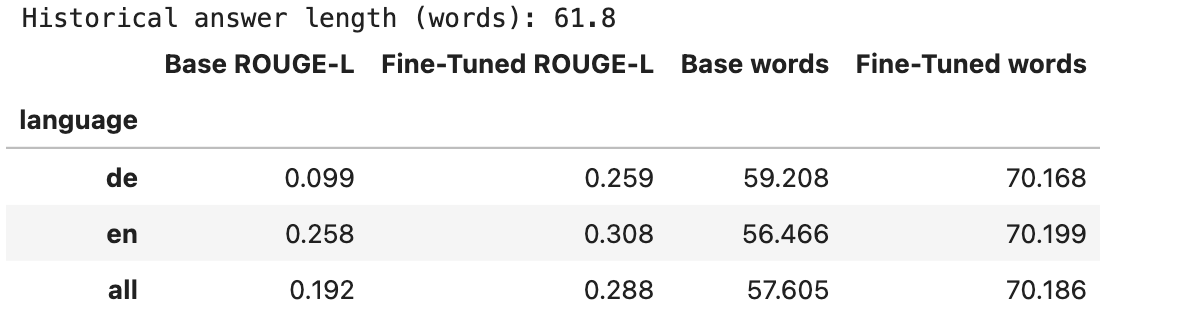 Historical answer length (words): 61.8
Base ROUGE-L Fine-Tuned ROUGE-L Base words Fine-Tuned words
language
de 0.099 0.259 59.208 70.168
en 0.258 0.308 56.466 70.199
all 0.192 0.288 57.605 70.186